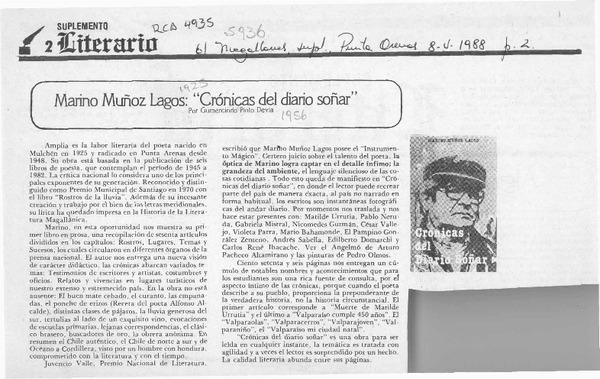 SUPLEMENTO
2 Literario
RCA 4935
5936
El Magallanes, supl., Punta Arenas 8-V-1988 p. 2.
1925
Marino Muñoz Lagos: "Crónicas del diario soñar"
Por Gumercindo Pinto Devia
1956
Amplia es la labor literaria del poeta nacido en
Mulchén en 1925 y radicado en Punta Arenas desde
1948. Su obra está basada en la publicación de seis
libros de poesía, que contemplan el período de 1945 a
1982. La crítica nacional lo considera uno de los princi-
pales exponentes de su generación. Reconocido y distin-
guido como Premio Municipal de Santiago en 1970 con
el libro "Rostros de la lluvia". Además de su incesante
creación y trabajo por el bien de las letras meridionales,
su lírica ha quedado impresa en la Historia de la Litera-
tura Magallánica.
Marino, en esta oportunidad nos muestra su pri-
mer libro en prosa, una recopilación de sesenta artículos
divididos en los capítulos: Rostros, Lugares, Temas y
Sucesos, los cuales circularon en diferentes órganos de la
prensa nacional. El autor nos entrega una nueva visión
de carácter didáctico, las crónicas abarcan variados te-
mas: Testimonios de escritores y artistas, costumbres y
oficios. Relatos y vivencias en lugares turísticos de
nuestro extenso y estremecido país. En la obra no está
ausente: El buen mate cebado, el curanto, las empana-
das, el ponche de erizos (Receta del poeta Alfonso Al-
calde), distintas clases de pájaros, la lluvia generosa del
sur, tertulias al lado de un exquisito vino, evocaciones
de escuelas primarias, lejanas correspondencias, el clási-
co brasero, buscadores de oro, la obrera anónima. En
resumen el Chile auténtico, el Chile de norte a sur y de
Océano a Cordillera, visto por un hombre con hondura,
comprometido con la literatura y con el tiempo.
Juvencio Valle, Premio Nacional de Literatura,
escribió que Marino Muñoz Lagos posee el "Instrumen-
to Mágico". Certero juicio sobre el talento del poeta, la
óptica de Marino logra captar en el detalle ínfimo; la
grandeza del ambiente, el lenguaje silencioso de las co-
sas cotidianas. "Todo esto queda de manifiesto en "Cró-
nicas del diario soñar", en donde el lector puede recrear
parte del país de manera exacta, al país no narrado en
forma habitual. los escritos son instantáneas fotográfi-
cas del andar diario. Por momentos nos traslada y nos
hace estar presentes con: Matilde Urrutia, Pablo Neru-
da, Gabriela Mistral, Nicomedes Guzmán, César Valle-
jo, Violeta Parra, Mario Bahamonde. El Pampino Gon-
zález Zenteno, Andrés Sabella, Edilberto Domarchi y
Carlos René Ibacache. Ver el Angelmó de Arturo
Pacheco Altamirano y las pinturas de Pedro Olmos.
Ciento setenta y seis páginas nos entregan un cú-
mulo de notables nombres y acontecimientos que para
los estudiantes son una rica fuente de consulta, por el
aspecto íntimo de las crónicas, porque cuando el poeta
describe a su pueblo, proporciona la preponderancia de
la verdadera historia, no la historia circunstancial. El
primer artículo corresponde a "Muerte de Matilde
Urrutia" y el último a "Valparaíso cumple 450 años". El
"Valparaolas", "Valparacerros", "Valparajoven", "Val-
paraniño", el "Valparaíso mi ciudad natal".
"Crónicas del diario soñar" es una obra para ser
leída en cualquier instante, la temática es tratada con
agilidad y a veces el lector es sorprendido por un hecho.
La calidad literaria abunda entre sus páginas.
MARINO MUÑOZ LAGOS
Crónicas
del
Diario Soñar